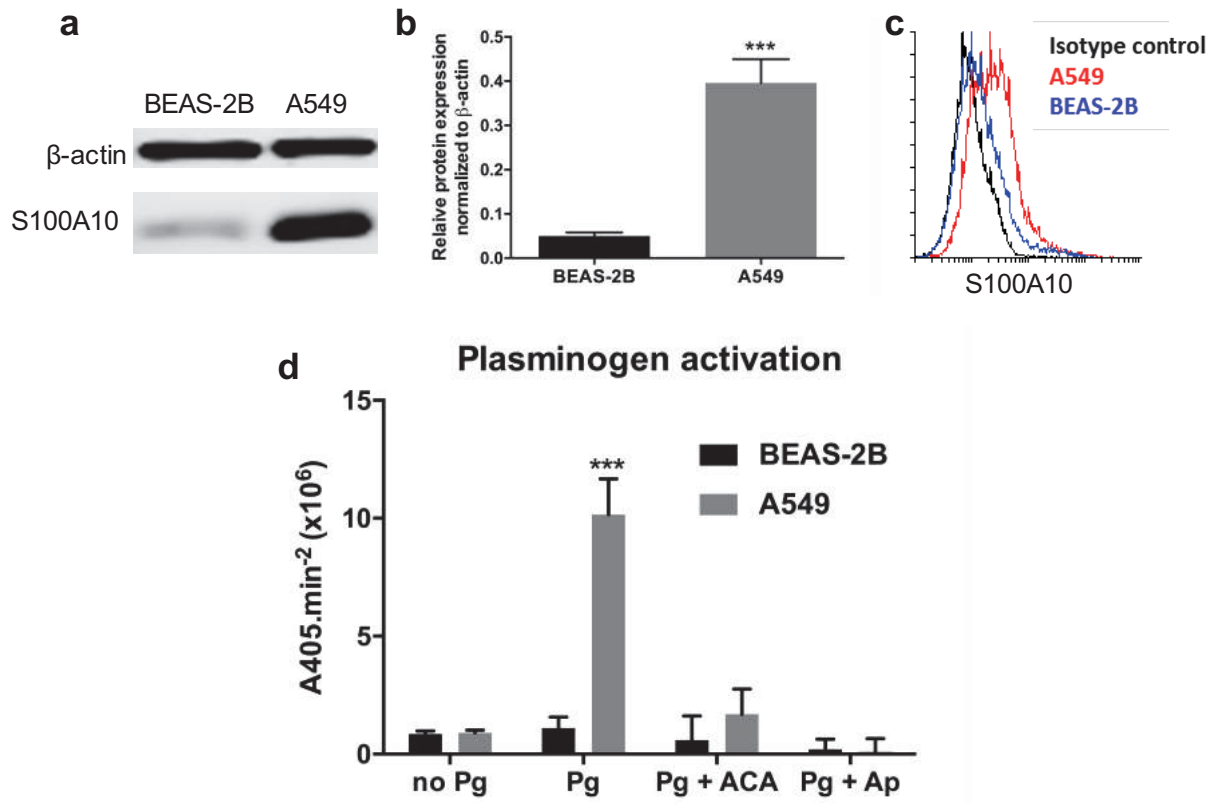 a
BEAS-2B A549
β-actin
S100A10
b
Relaive protein expression
normalized to β-actin
0.5
0.4
0.3
0.2
0.1
0.0
***
BEAS-2B A549
c
Isotype control
A549
BEAS-2B
S100A10
d
Plasminogen activation
A405.min⁻² (x10⁶)
15
10
5
0
***
BEAS-2B
A549
no Pg Pg Pg + ACA Pg + Ap